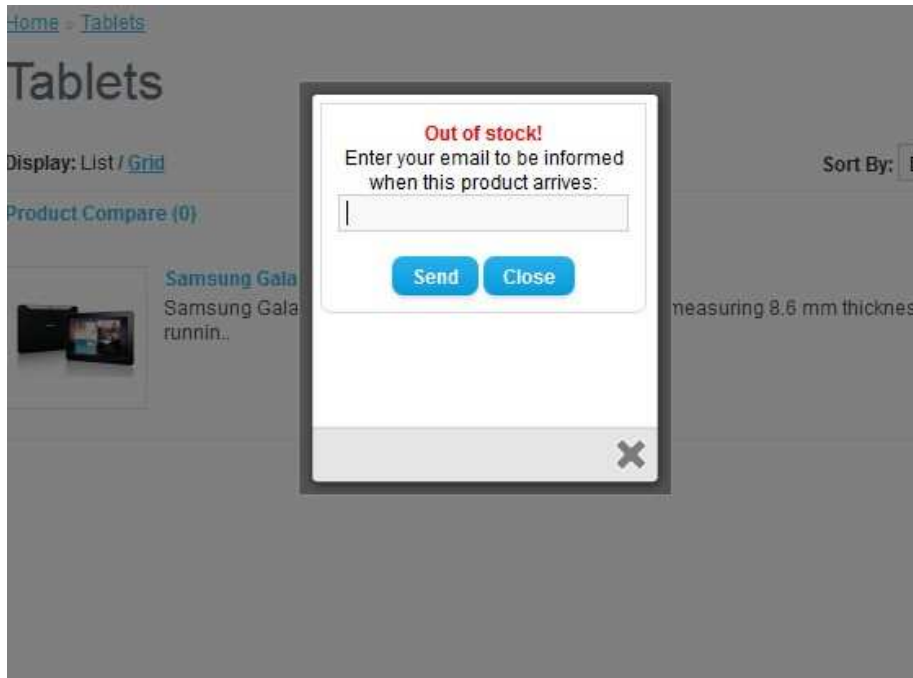 Home » Tablets
Tablets
Display: List / Grid
Sort By:
Product Compare (0)
Out of stock!
Enter your email to be informed
when this product arrives:
Send Close
Samsung Gala
Samsung Gala measuring 8.6 mm thicknes
runnin..